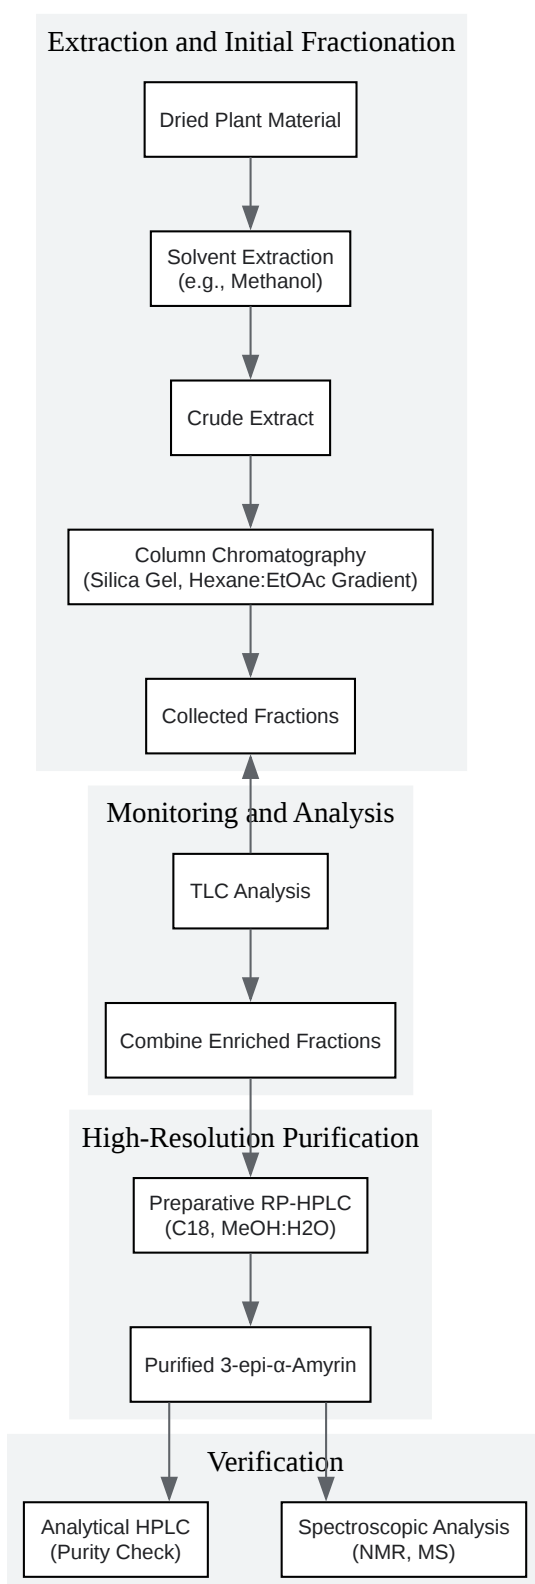 Extraction and Initial Fractionation
Dried Plant Material
Solvent Extraction
(e.g., Methanol)
Crude Extract
Column Chromatography
(Silica Gel, Hexane:EtOAc Gradient)
Collected Fractions
Monitoring and Analysis
TLC Analysis
Combine Enriched Fractions
High-Resolution Purification
Preparative RP-HPLC
(C18, MeOH:H2O)
Purified 3-epi-α-Amyrin
Verification
Analytical HPLC
(Purity Check)
Spectroscopic Analysis
(NMR, MS)